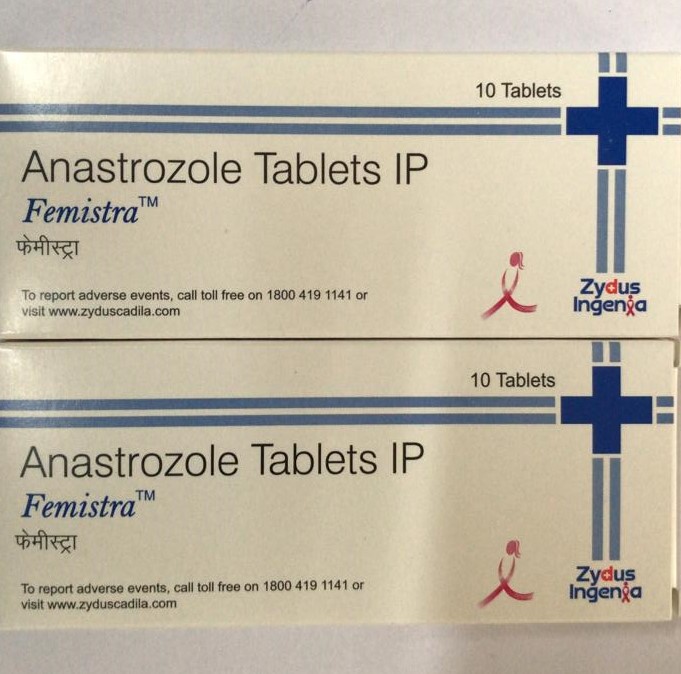 10 Tablets
Anastrozole Tablets IP
Femistra™
फेमीस्ट्रा
To report adverse events, call toll free on 1800 419 1141 or
visit www.zyduscadila.com
Zydus
Ingenia
10 Tablets
Anastrozole Tablets IP
Femistra™
फेमीस्ट्रा
To report adverse events, call toll free on 1800 419 1141 or
visit www.zyduscadila.com
Zydus
Ingenia